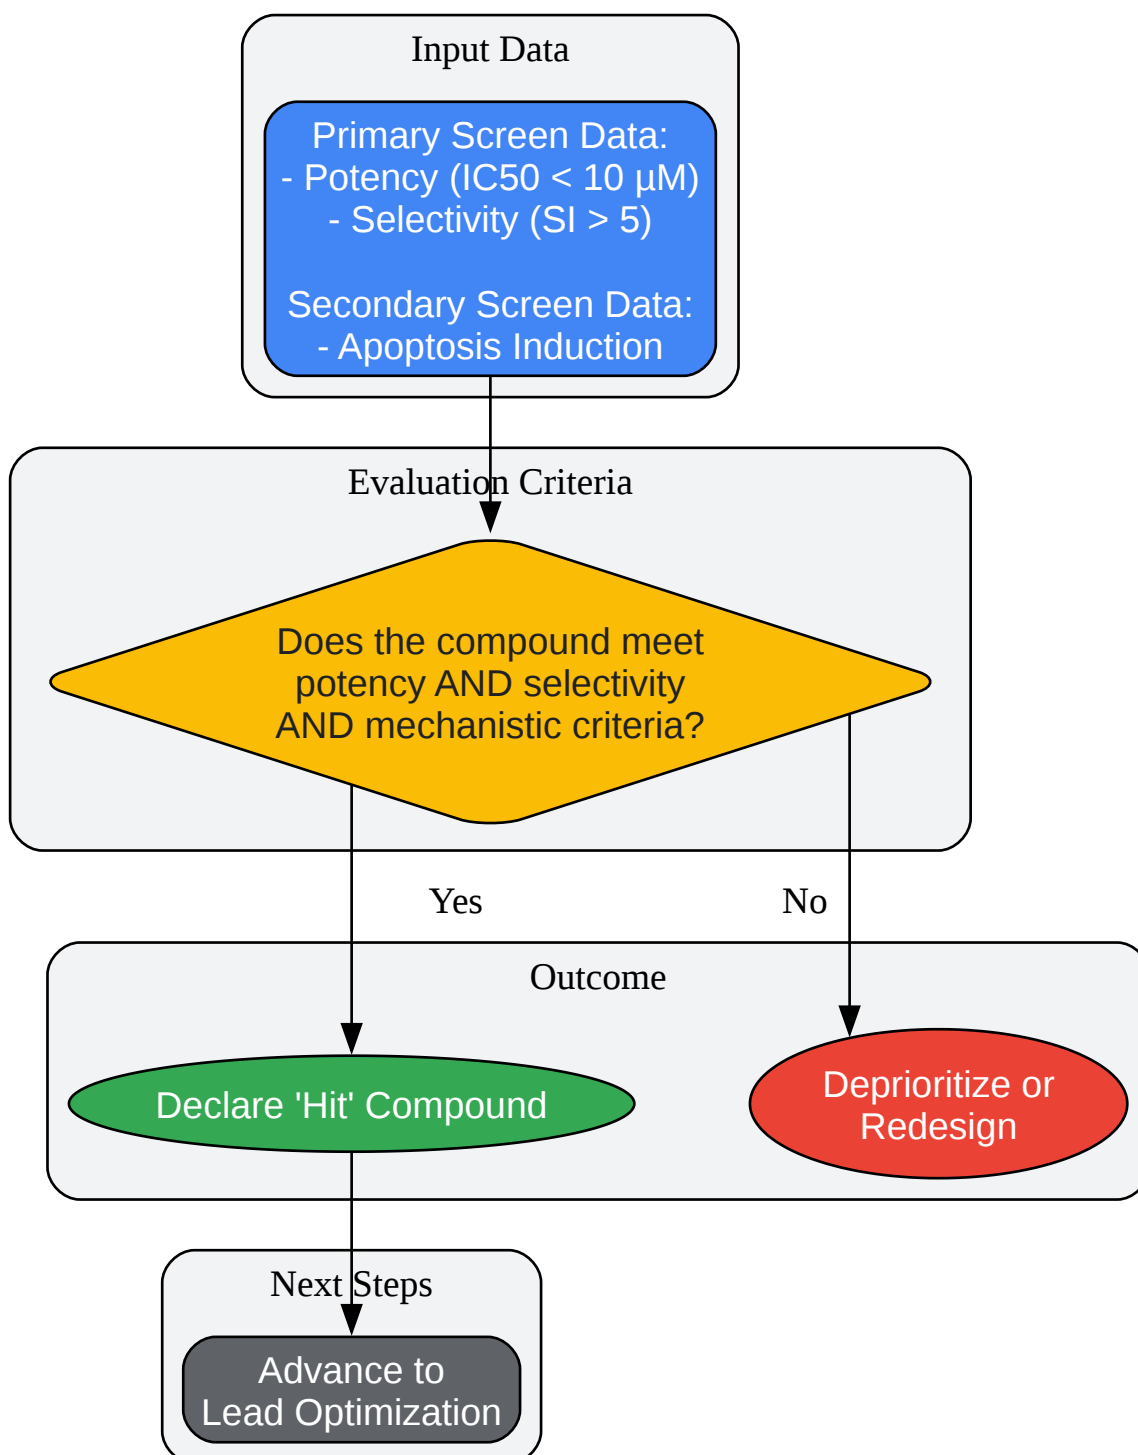 Input Data
Primary Screen Data:
- Potency (IC50 < 10 µM)
- Selectivity (SI > 5)
Secondary Screen Data:
- Apoptosis Induction
Evaluation Criteria
Does the compound meet
potency AND selectivity
AND mechanistic criteria?
Yes
No
Outcome
Declare 'Hit' Compound
Deprioritize or
Redesign
Next Steps
Advance to
Lead Optimization